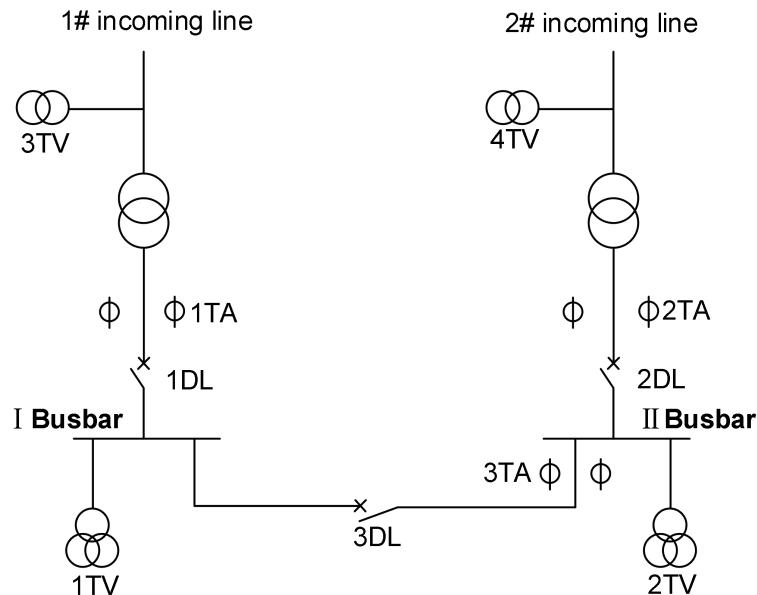 1# incoming line
2# incoming line
3TV
4TV
1TA
2TA
1DL
2DL
Ⅰ Busbar
Ⅱ Busbar
3TA
3DL
1TV
2TV